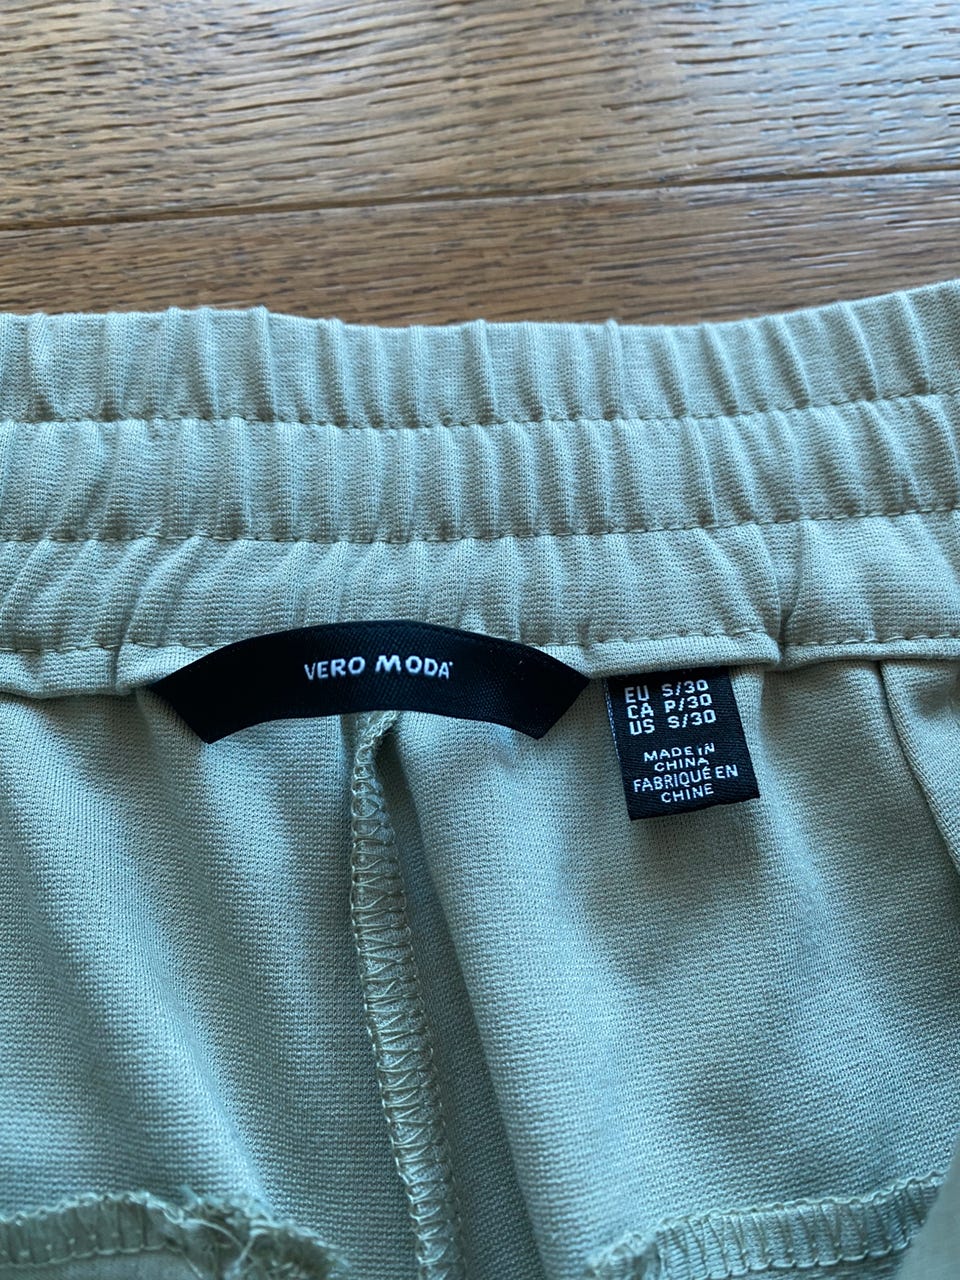 VERO MODA
EU S/30
CA P/30
US S/30
MADE IN
CHINA
FABRIQUÉ EN
CHINE